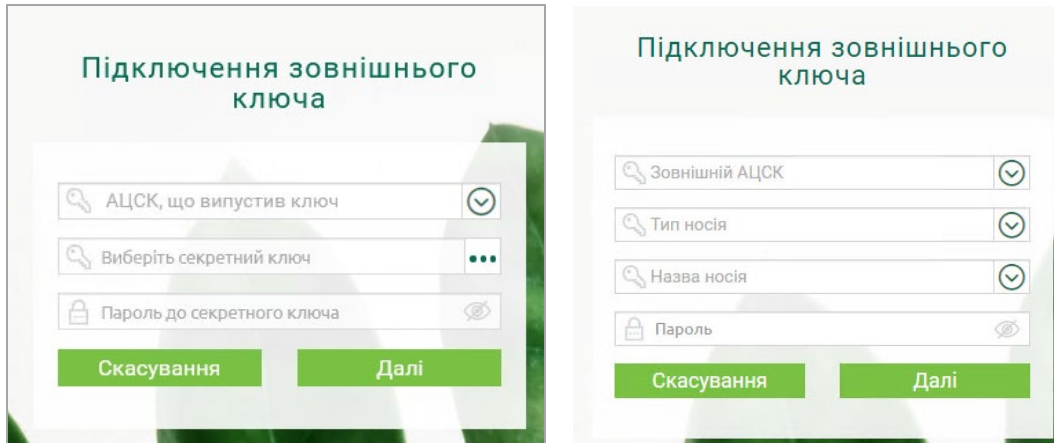 Підключення зовнішнього
ключа
АЦСК, що випустив ключ
Виберіть секретний ключ
Пароль до секретного ключа
Скасування
Далі
Підключення зовнішнього
ключа
Зовнішній АЦСК
Тип носія
Назва носія
Пароль
Скасування
Далі